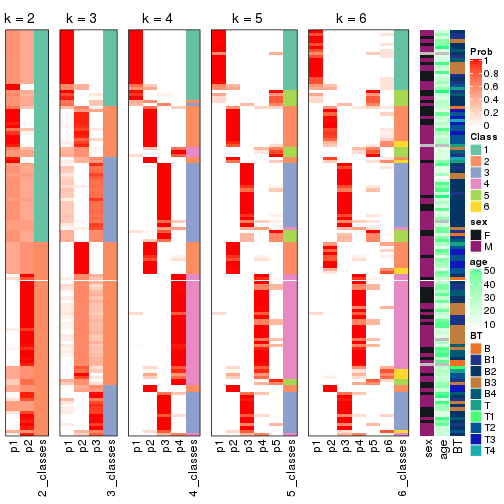 k = 2
k = 3
k = 4
k = 5
k = 6
Prob
1
0.8
0.6
0.4
0.2
0
Class
1
2
3
4
5
6
sex
F
M
age
50
40
30
20
10
BT
B
B1
B2
B3
B4
T
T1
T2
T3
T4
p1
p2
2_classes
p1
p2
p3
3_classes
p1
p2
p3
p4
4_classes
p1
p2
p3
p4
p5
5_classes
p1
p2
p3
p4
p5
p6
6_classes
sex
age
BT